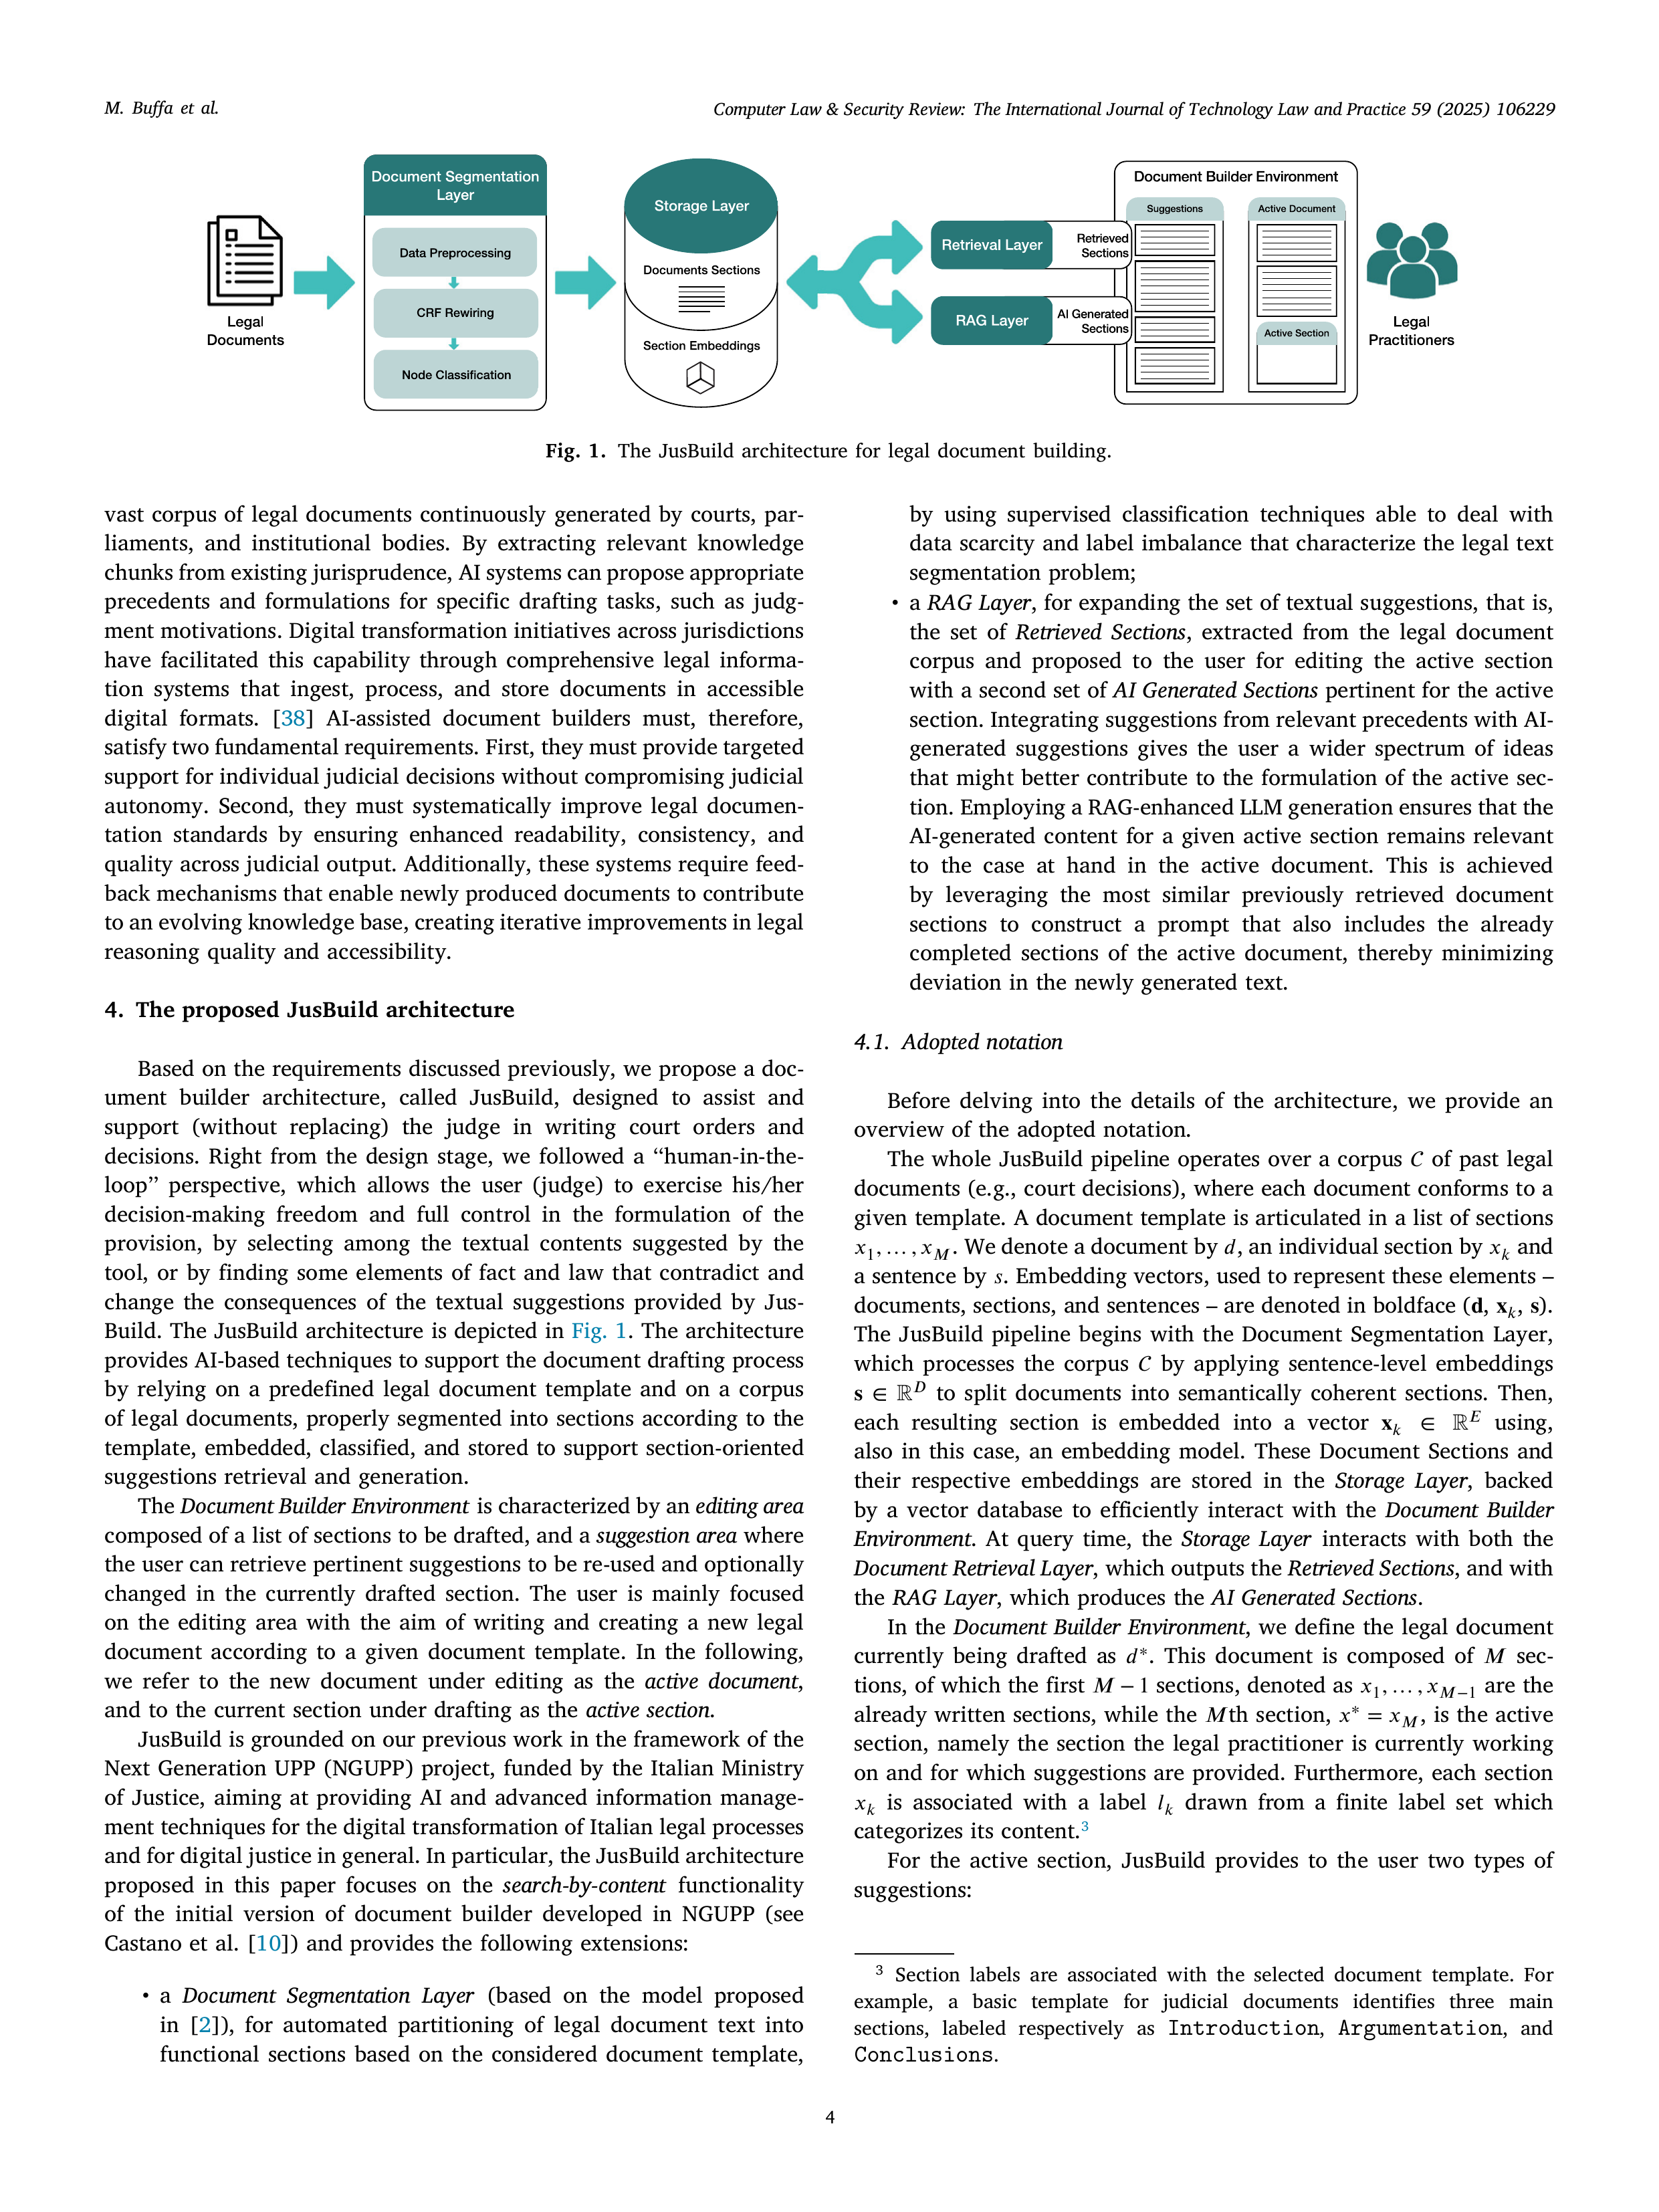 M. Buffa et al.
Computer Law & Security Review: The International Journal of Technology Law and Practice 59 (2025) 106229
Legal
Documents
Document Segmentation
Layer
Data Preprocessing
CRF Rewiring
Node Classification
Storage Layer
Documents Sections
Section Embeddings
Retrieval Layer
Retrieved
Sections
RAG Layer
AI Generated
Sections
Document Builder Environment
Suggestions
Active Document
Active Section
Legal
Practitioners
Fig. 1. The JusBuild architecture for legal document building.
vast corpus of legal documents continuously generated by courts, par-
liaments, and institutional bodies. By extracting relevant knowledge
chunks from existing jurisprudence, AI systems can propose appropriate
precedents and formulations for specific drafting tasks, such as judg-
ment motivations. Digital transformation initiatives across jurisdictions
have facilitated this capability through comprehensive legal informa-
tion systems that ingest, process, and store documents in accessible
digital formats. [38] AI-assisted document builders must, therefore,
satisfy two fundamental requirements. First, they must provide targeted
support for individual judicial decisions without compromising judicial
autonomy. Second, they must systematically improve legal documen-
tation standards by ensuring enhanced readability, consistency, and
quality across judicial output. Additionally, these systems require feed-
back mechanisms that enable newly produced documents to contribute
to an evolving knowledge base, creating iterative improvements in legal
reasoning quality and accessibility.
4. The proposed JusBuild architecture
Based on the requirements discussed previously, we propose a doc-
ument builder architecture, called JusBuild, designed to assist and
support (without replacing) the judge in writing court orders and
decisions. Right from the design stage, we followed a “human-in-the-
loop” perspective, which allows the user (judge) to exercise his/her
decision-making freedom and full control in the formulation of the
provision, by selecting among the textual contents suggested by the
tool, or by finding some elements of fact and law that contradict and
change the consequences of the textual suggestions provided by Jus-
Build. The JusBuild architecture is depicted in Fig. 1. The architecture
provides AI-based techniques to support the document drafting process
by relying on a predefined legal document template and on a corpus
of legal documents, properly segmented into sections according to the
template, embedded, classified, and stored to support section-oriented
suggestions retrieval and generation.
The Document Builder Environment is characterized by an editing area
composed of a list of sections to be drafted, and a suggestion area where
the user can retrieve pertinent suggestions to be re-used and optionally
changed in the currently drafted section. The user is mainly focused
on the editing area with the aim of writing and creating a new legal
document according to a given document template. In the following,
we refer to the new document under editing as the active document,
and to the current section under drafting as the active section.
JusBuild is grounded on our previous work in the framework of the
Next Generation UPP (NGUPP) project, funded by the Italian Ministry
of Justice, aiming at providing AI and advanced information manage-
ment techniques for the digital transformation of Italian legal processes
and for digital justice in general. In particular, the JusBuild architecture
proposed in this paper focuses on the search-by-content functionality
of the initial version of document builder developed in NGUPP (see
Castano et al. [10]) and provides the following extensions:
• a Document Segmentation Layer (based on the model proposed
in [2]), for automated partitioning of legal document text into
functional sections based on the considered document template,
by using supervised classification techniques able to deal with
data scarcity and label imbalance that characterize the legal text
segmentation problem;
• a RAG Layer, for expanding the set of textual suggestions, that is,
the set of Retrieved Sections, extracted from the legal document
corpus and proposed to the user for editing the active section
with a second set of AI Generated Sections pertinent for the active
section. Integrating suggestions from relevant precedents with AI-
generated suggestions gives the user a wider spectrum of ideas
that might better contribute to the formulation of the active sec-
tion. Employing a RAG-enhanced LLM generation ensures that the
AI-generated content for a given active section remains relevant
to the case at hand in the active document. This is achieved
by leveraging the most similar previously retrieved document
sections to construct a prompt that also includes the already
completed sections of the active document, thereby minimizing
deviation in the newly generated text.
4.1. Adopted notation
Before delving into the details of the architecture, we provide an
overview of the adopted notation.
The whole JusBuild pipeline operates over a corpus C of past legal
documents (e.g., court decisions), where each document conforms to a
given template. A document template is articulated in a list of sections
x₁, … , x_M. We denote a document by d, an individual section by x_k and
a sentence by s. Embedding vectors, used to represent these elements –
documents, sections, and sentences – are denoted in boldface (d, x_k, s).
The JusBuild pipeline begins with the Document Segmentation Layer,
which processes the corpus C by applying sentence-level embeddings
s ∈ ℝ^D to split documents into semantically coherent sections. Then,
each resulting section is embedded into a vector x_k ∈ ℝ^E using,
also in this case, an embedding model. These Document Sections and
their respective embeddings are stored in the Storage Layer, backed
by a vector database to efficiently interact with the Document Builder
Environment. At query time, the Storage Layer interacts with both the
Document Retrieval Layer, which outputs the Retrieved Sections, and with
the RAG Layer, which produces the AI Generated Sections.
In the Document Builder Environment, we define the legal document
currently being drafted as d*. This document is composed of M sec-
tions, of which the first M − 1 sections, denoted as x₁, … , x_{M−1} are the
already written sections, while the Mth section, x* = x_M, is the active
section, namely the section the legal practitioner is currently working
on and for which suggestions are provided. Furthermore, each section
x_k is associated with a label l_k drawn from a finite label set which
categorizes its content.³
For the active section, JusBuild provides to the user two types of
suggestions:
³ Section labels are associated with the selected document template. For
example, a basic template for judicial documents identifies three main
sections, labeled respectively as Introduction, Argumentation, and
Conclusions.
4